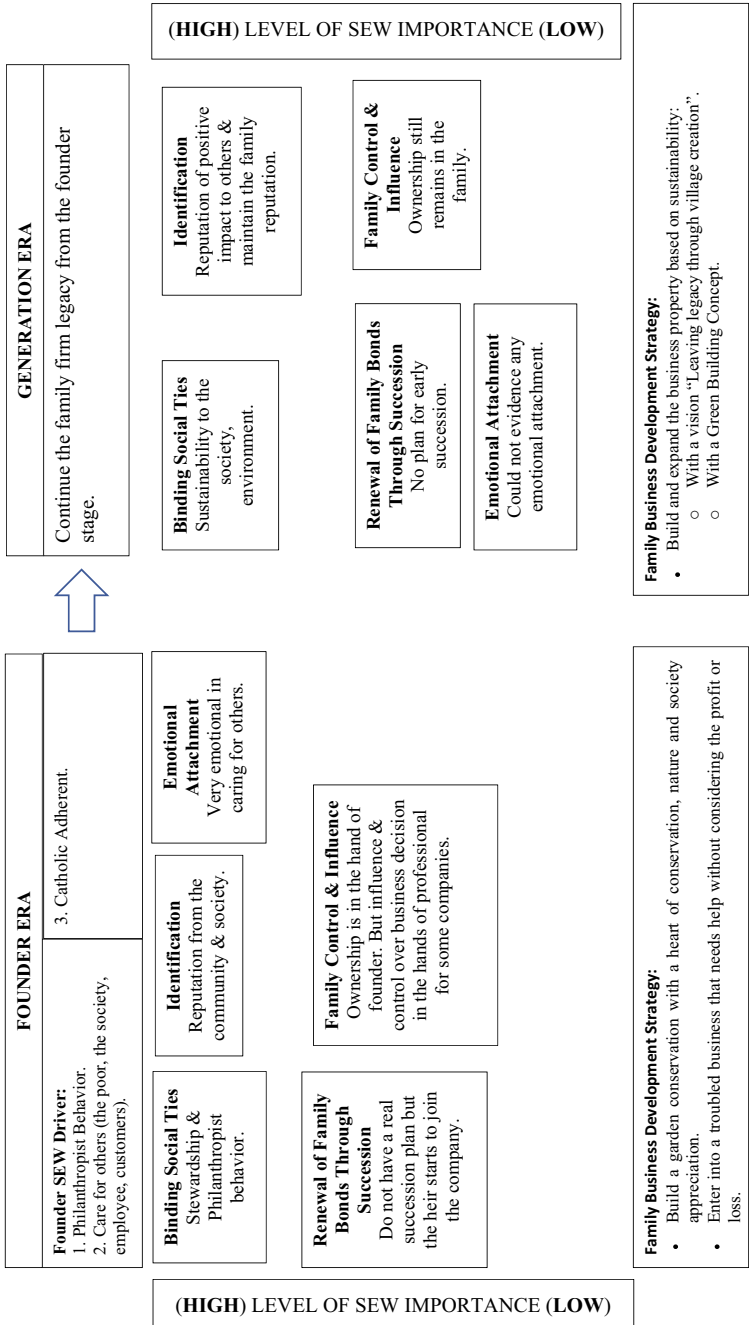 FOUNDER ERA
Founder SEW Driver:
1. Philanthropist Behavior.
2. Care for others (the poor, the society,
employee, customers).
3. Catholic Adherent.
(HIGH) LEVEL OF SEW IMPORTANCE (LOW)
Binding Social Ties
Stewardship &
Philanthropist
behavior.
Identification
Reputation from the
community & society.
Emotional
Attachment
Very emotional in
caring for others.
Renewal of Family
Bonds Through
Succession
Do not have a real
succession plan but
the heir starts to join
the company.
Family Control & Influence
Ownership is in the hand of
founder. But influence &
control over business decision
in the hands of professional
for some companies.
Family Business Development Strategy:
• Build a garden conservation with a heart of conservation, nature and society
appreciation.
• Enter into a troubled business that needs help without considering the profit or
loss.
GENERATION ERA
Continue the family firm legacy from the founder
stage.
Binding Social Ties
Sustainability to the
society,
environment.
Identification
Reputation of positive
impact to others &
maintain the family
reputation.
Renewal of Family Bonds
Through Succession
No plan for early
succession.
Family Control &
Influence
Ownership still
remains in the
family.
Emotional Attachment
Could not evidence any
emotional attachment.
(HIGH) LEVEL OF SEW IMPORTANCE (LOW)
Family Business Development Strategy:
• Build and expand the business property based on sustainability:
o With a vision “Leaving legacy through village creation”.
o With a Green Building Concept.